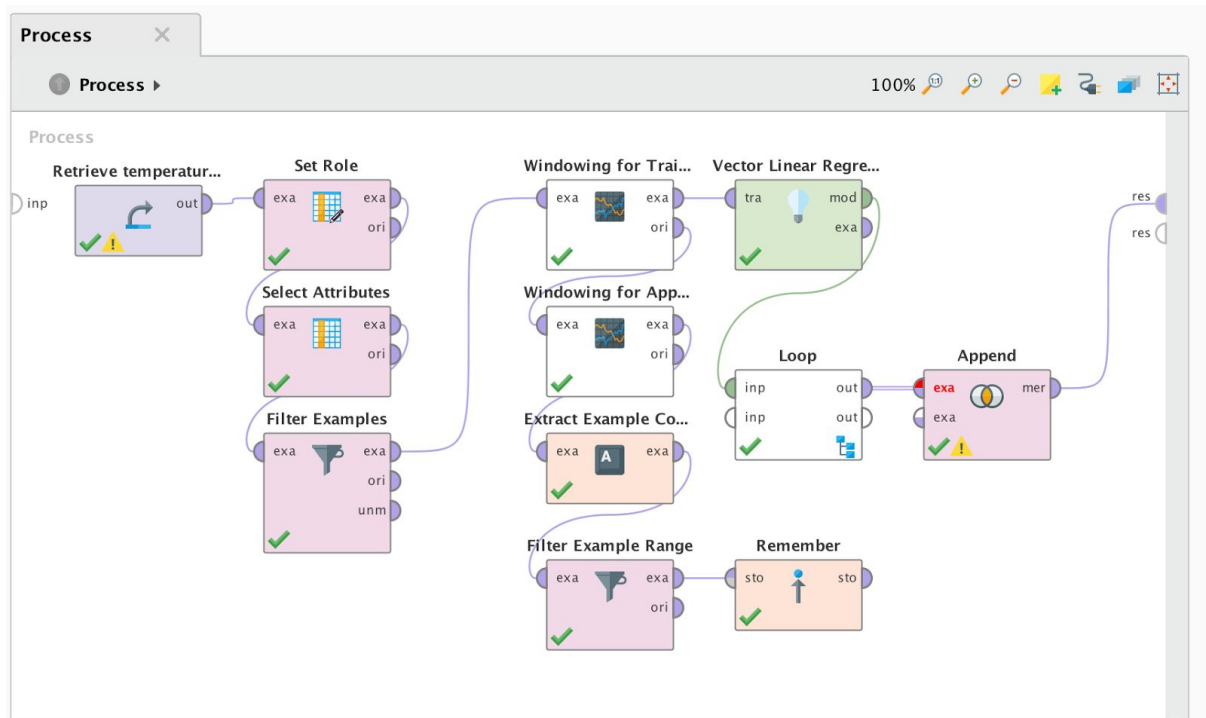 Process
Process
100%
Process
inp
Retrieve temperatur...
out
Set Role
exa exa
ori
Select Attributes
exa exa
ori
Filter Examples
exa exa
ori
unm
Windowing for Trai...
exa exa
ori
Windowing for App...
exa exa
ori
Extract Example Co...
exa A exa
Filter Example Range
exa exa
ori
Vector Linear Regre...
tra mod
exa
Loop
inp out
inp out
Append
exa mer
exa
Remember
sto sto
res
res